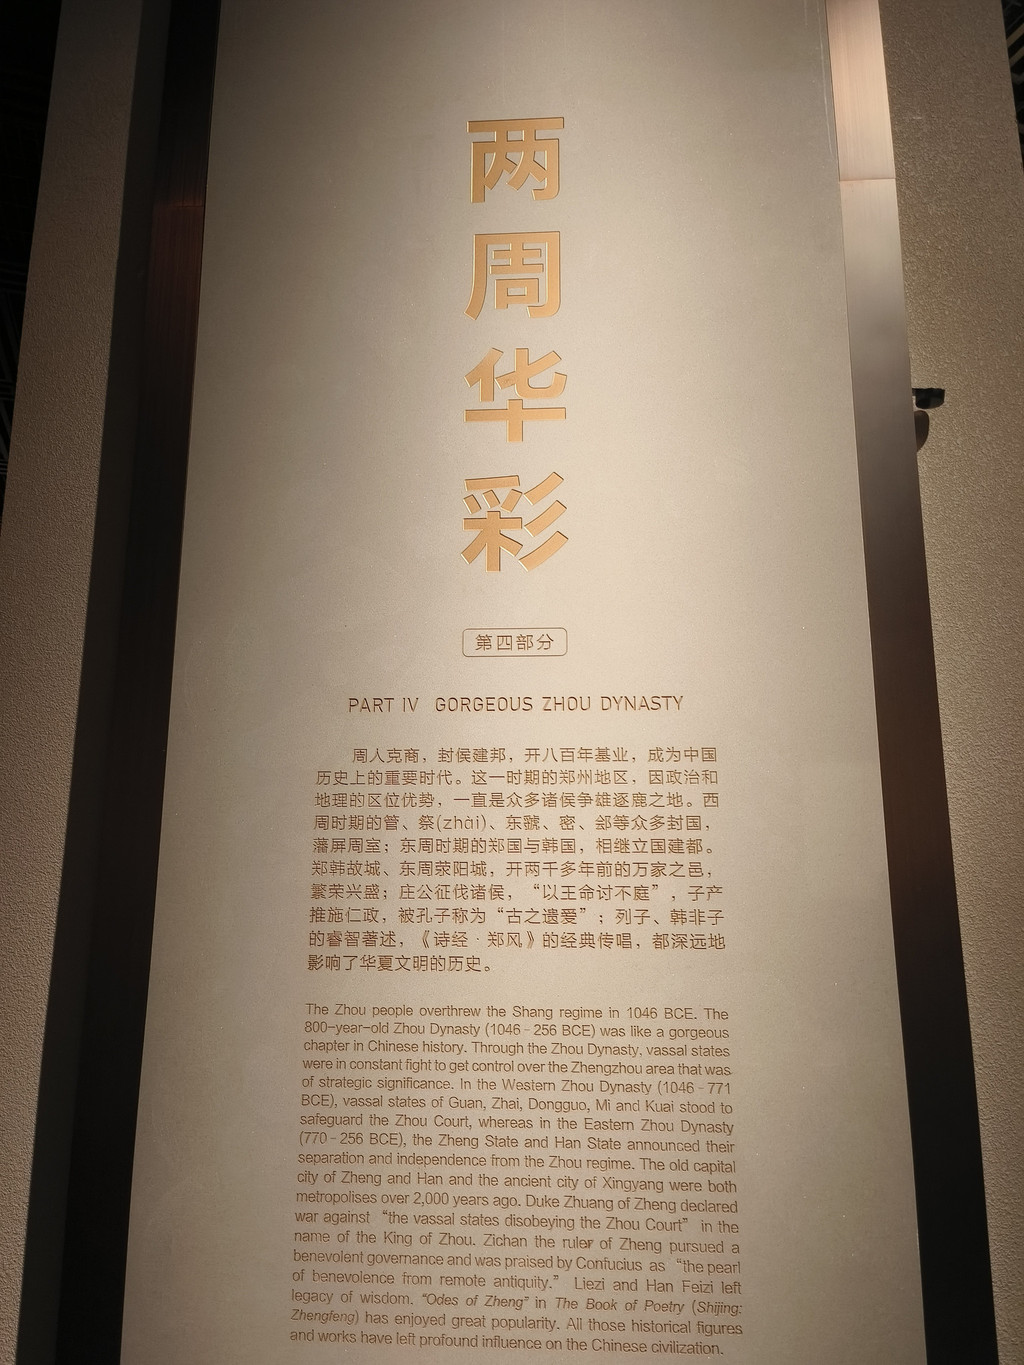 两周华彩
第四部分
PART IV GORGEOUS ZHOU DYNASTY
周人克商，封候建邦，开八百年基业，成为中国
历史上的重要时代。这一时期的郑州地区，因政治和
地理的区位优势，一直是众多诸侯争雄逐鹿之地。西
周时期的管、祭(zhài)、东虢、密、郐等众多封国，
藩屏周室；东周时期的郑国与韩国，相继立国建都。
郑韩故城、东周荥阳城，开两千多年前的万家之邑，
繁荣兴盛；庄公征伐诸侯，“以王命讨不庭”，子产
推施仁政，被孔子称为“古之遗爱”；列子、韩非子
的睿智著述，《诗经·郑风》的经典传唱，都深远地
影响了华夏文明的历史。
The Zhou people overthrew the Shang regime in 1046 BCE. The
800-year-old Zhou Dynasty (1046 - 256 BCE) was like a gorgeous
chapter in Chinese history. Through the Zhou Dynasty, vassal states
were in constant fight to get control over the Zhengzhou area that was
of strategic significance. In the Western Zhou Dynasty (1046 - 771
BCE), vassal states of Guan, Zhai, Dongguo, Mi and Kuai stood to
safeguard the Zhou Court, whereas in the Eastern Zhou Dynasty
(770 - 256 BCE), the Zheng State and Han State announced their
separation and independence from the Zhou regime. The old capital
city of Zheng and Han and the ancient city of Xingyang were both
metropolises over 2,000 years ago. Duke Zhuang of Zheng declared
war against “the vassal states disobeying the Zhou Court” in the
name of the King of Zhou. Zichan the ruler of Zheng pursued a
benevolent governance and was praised by Confucius as “the pearl
of benevolence from remote antiquity.” Liezi and Han Feizi left
legacy of wisdom. “Odes of Zheng” in The Book of Poetry (Shijing:
Zhengfeng) has enjoyed great popularity. All those historical figures
and works have left profound influence on the Chinese civilization.